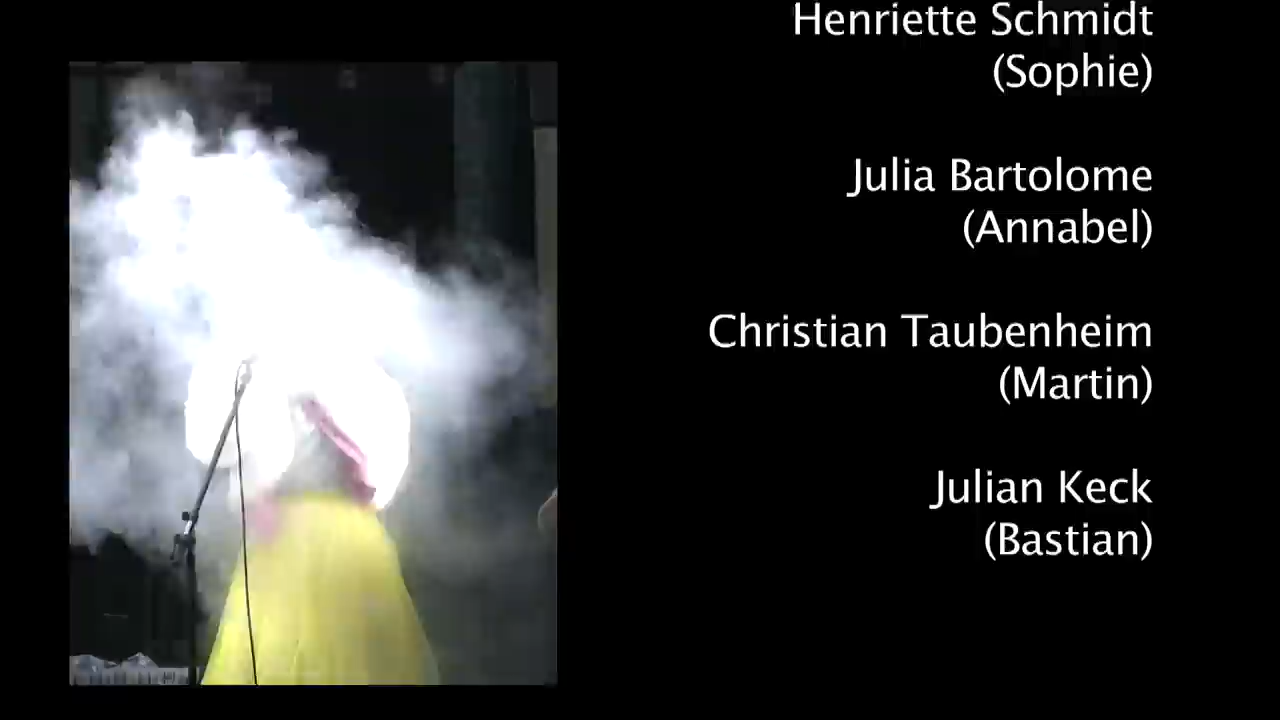 Henriette Schmidt
(Sophie)
Julia Bartolome
(Annabel)
Christian Taubenheim
(Martin)
Julian Keck
(Bastian)